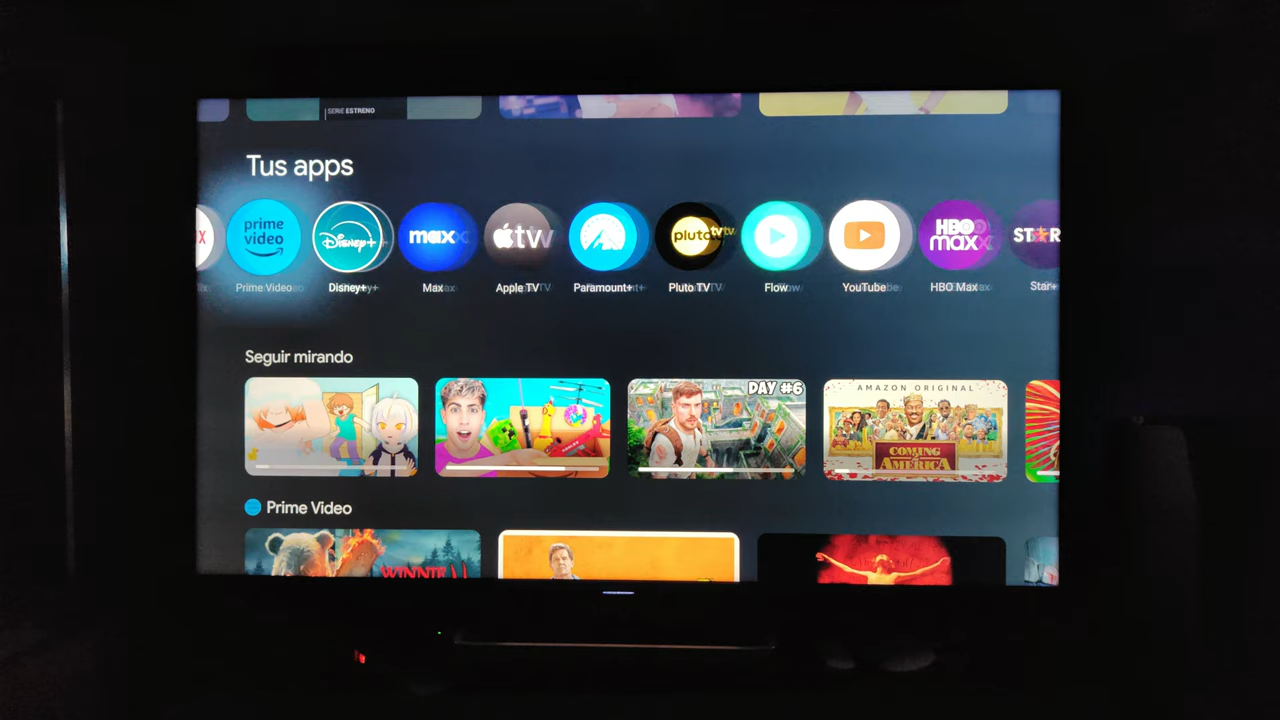 SERIE ESTRENO
Tus apps
X
prime video
Disney+
max
tv
pluto tv
HBO max
ST★R
Prime Video
Disney+
Max
Apple TV
Paramount+
Pluto TV
Flow
YouTube
HBO Max
Star+
Seguir mirando
DAY #6
AMAZON ORIGINAL
COMING 2 AMERICA
Prime Video
WINNIE